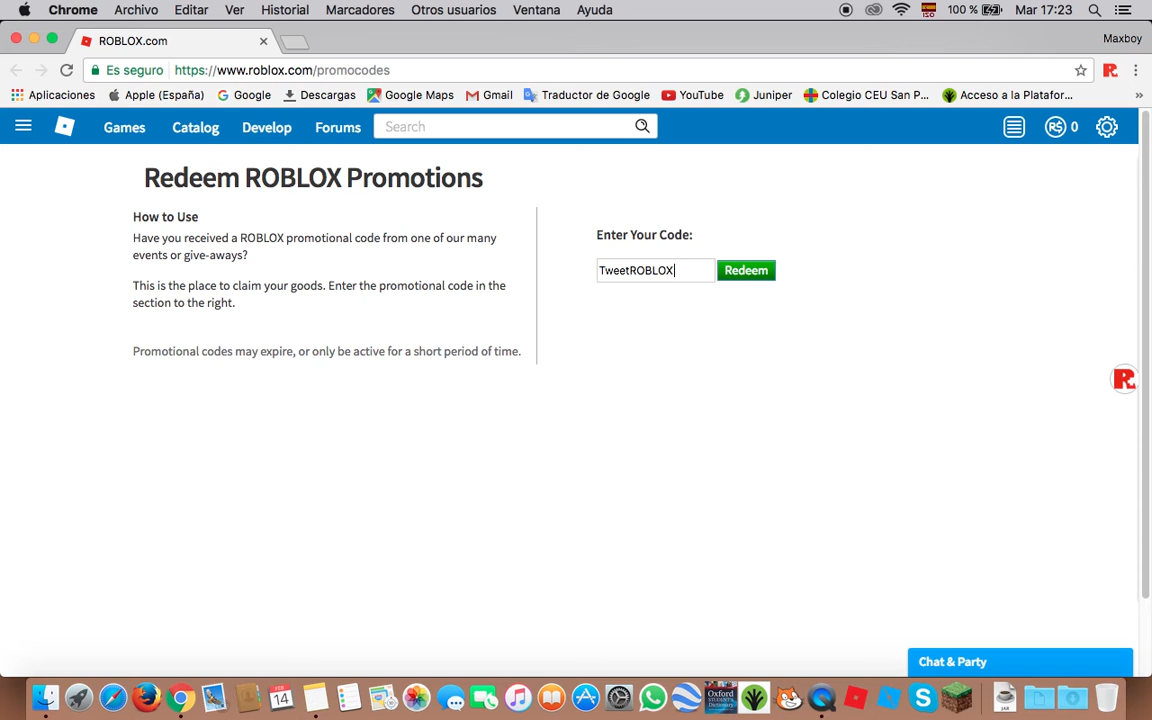 Chrome Archivo Editar Ver Historial Marcadores Otros usuarios Ventana Ayuda 100 % Mar 17:23
ROBLOX.com
Maxboy
Es seguro https://www.roblox.com/promocodes
Aplicaciones Apple (España) Google Descargas Google Maps Gmail Traductor de Google YouTube Juniper Colegio CEU San P... Acceso a la Platafor... »
Games Catalog Develop Forums Search R$ 0
Redeem ROBLOX Promotions
How to Use
Have you received a ROBLOX promotional code from one of our many
events or give-aways?
This is the place to claim your goods. Enter the promotional code in the
section to the right.
Promotional codes may expire, or only be active for a short period of time.
Enter Your Code:
TweetROBLOX Redeem
Chat & Party